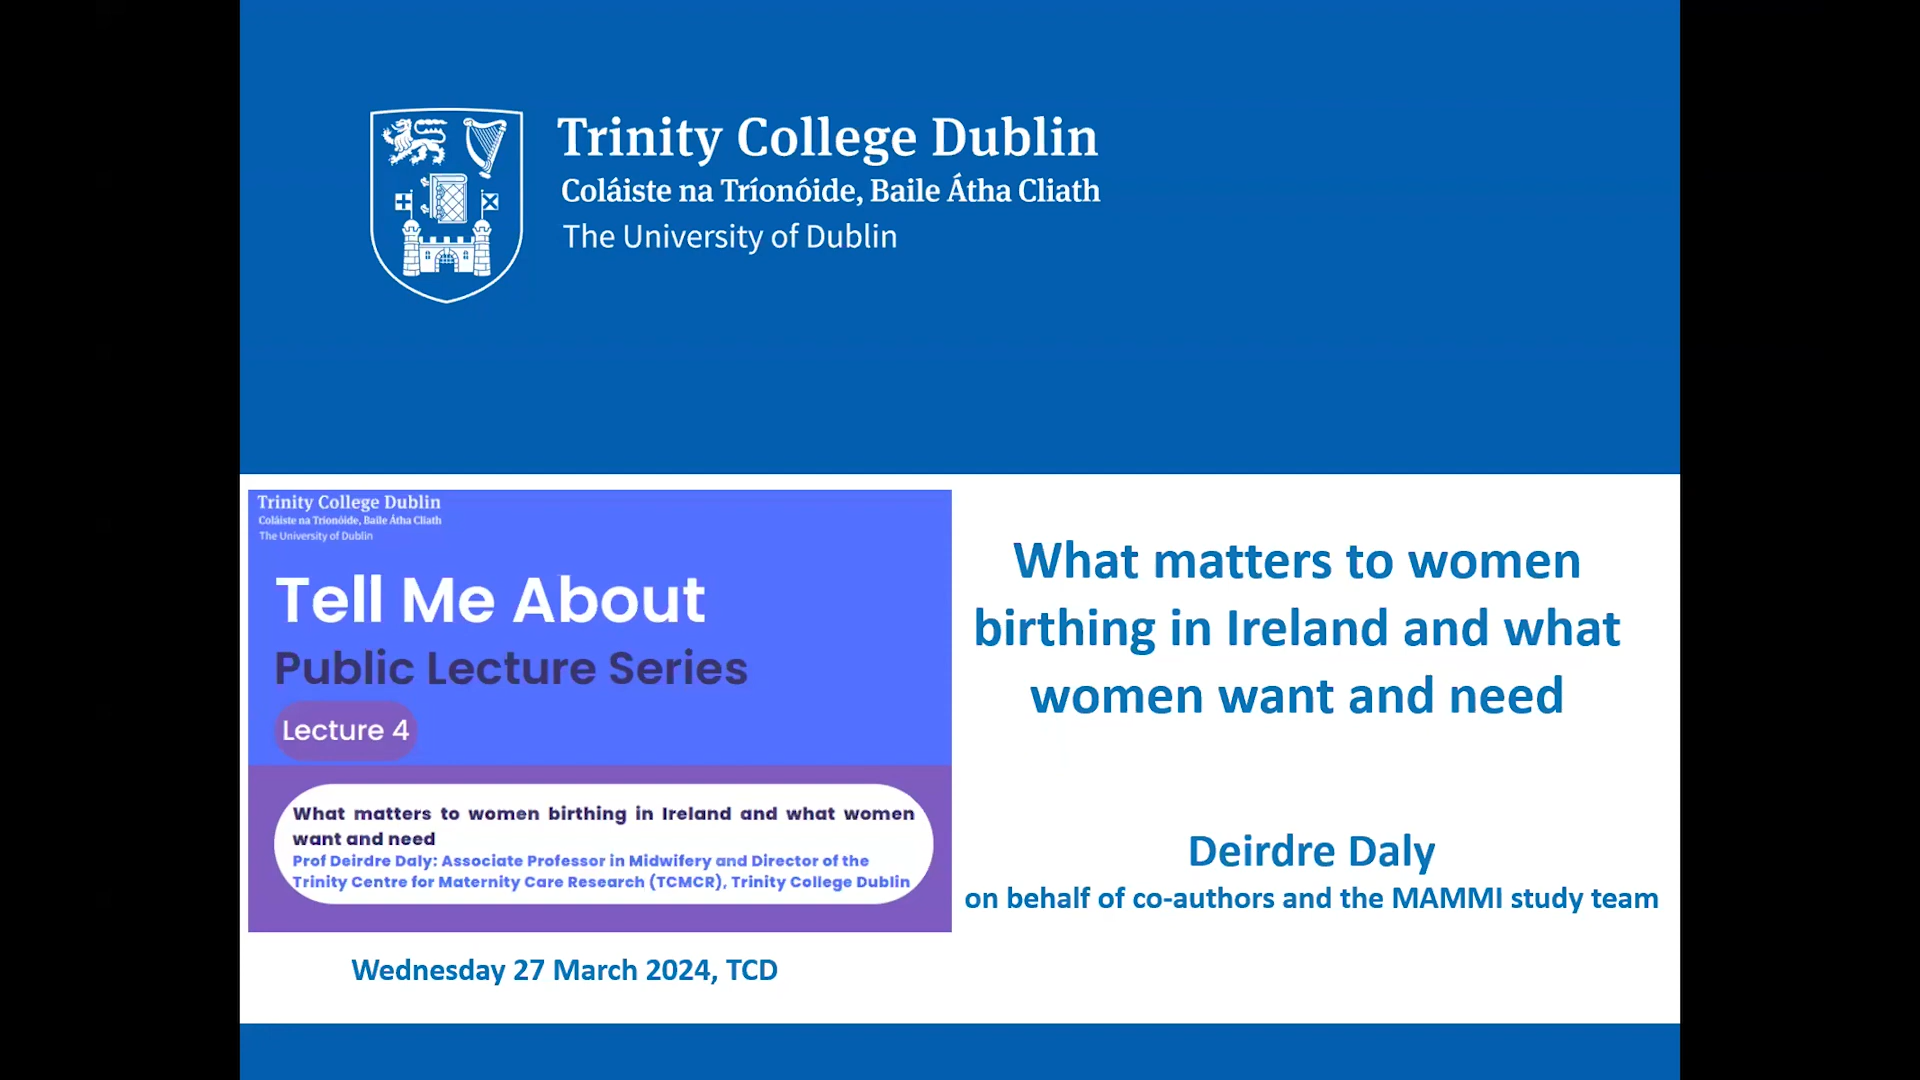 Trinity College Dublin
Coláiste na Tríonóide, Baile Átha Cliath
The University of Dublin
Trinity College Dublin
Coláiste na Tríonóide, Baile Átha Cliath
The University of Dublin
Tell Me About
Public Lecture Series
Lecture 4
What matters to women birthing in Ireland and what women
want and need
Prof Deirdre Daly: Associate Professor in Midwifery and Director of the
Trinity Centre for Maternity Care Research (TCMCR), Trinity College Dublin
Wednesday 27 March 2024, TCD
What matters to women
birthing in Ireland and what
women want and need
Deirdre Daly
on behalf of co-authors and the MAMMI study team